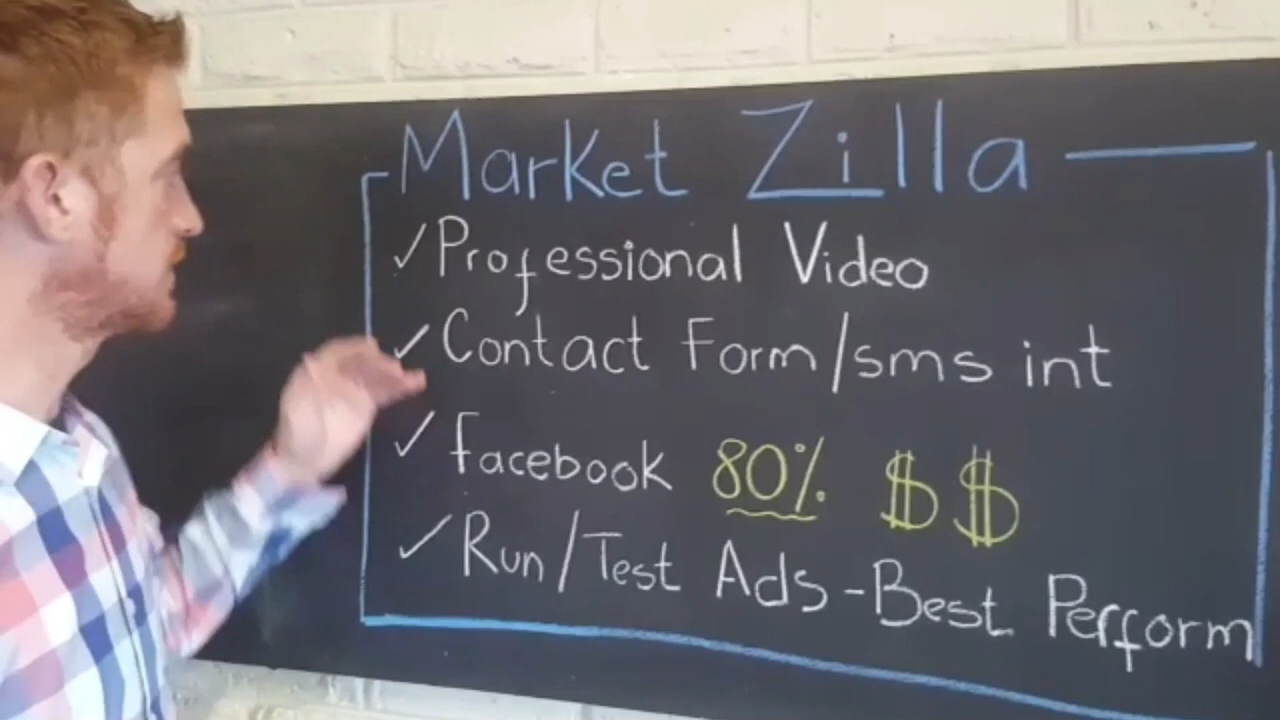 Market Zilla
✓Professional Video
✓Contact Form/sms int
✓facebook 80% $$
✓Run/Test Ads-Best Perform